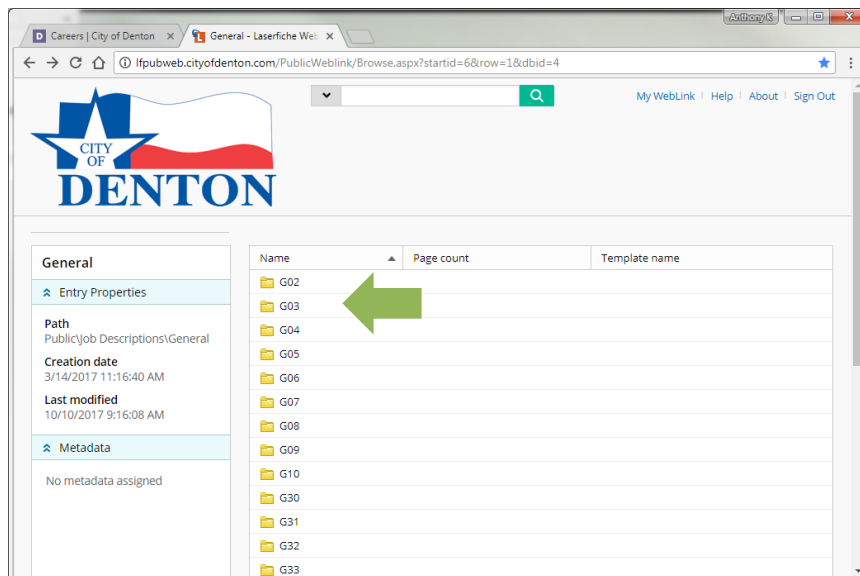 Anthony K
Careers | City of Denton
General - Laserfiche Web
lfpubweb.cityofdenton.com/PublicWeblink/Browse.aspx?startid=6&row=1&dbid=4
My WebLink Help About Sign Out
CITY
OF
DENTON
General
Entry Properties
Path
Public\Job Descriptions\General
Creation date
3/14/2017 11:16:40 AM
Last modified
10/10/2017 9:16:08 AM
Metadata
No metadata assigned
Name Page count Template name
G02
G03
G04
G05
G06
G07
G08
G09
G10
G30
G31
G32
G33